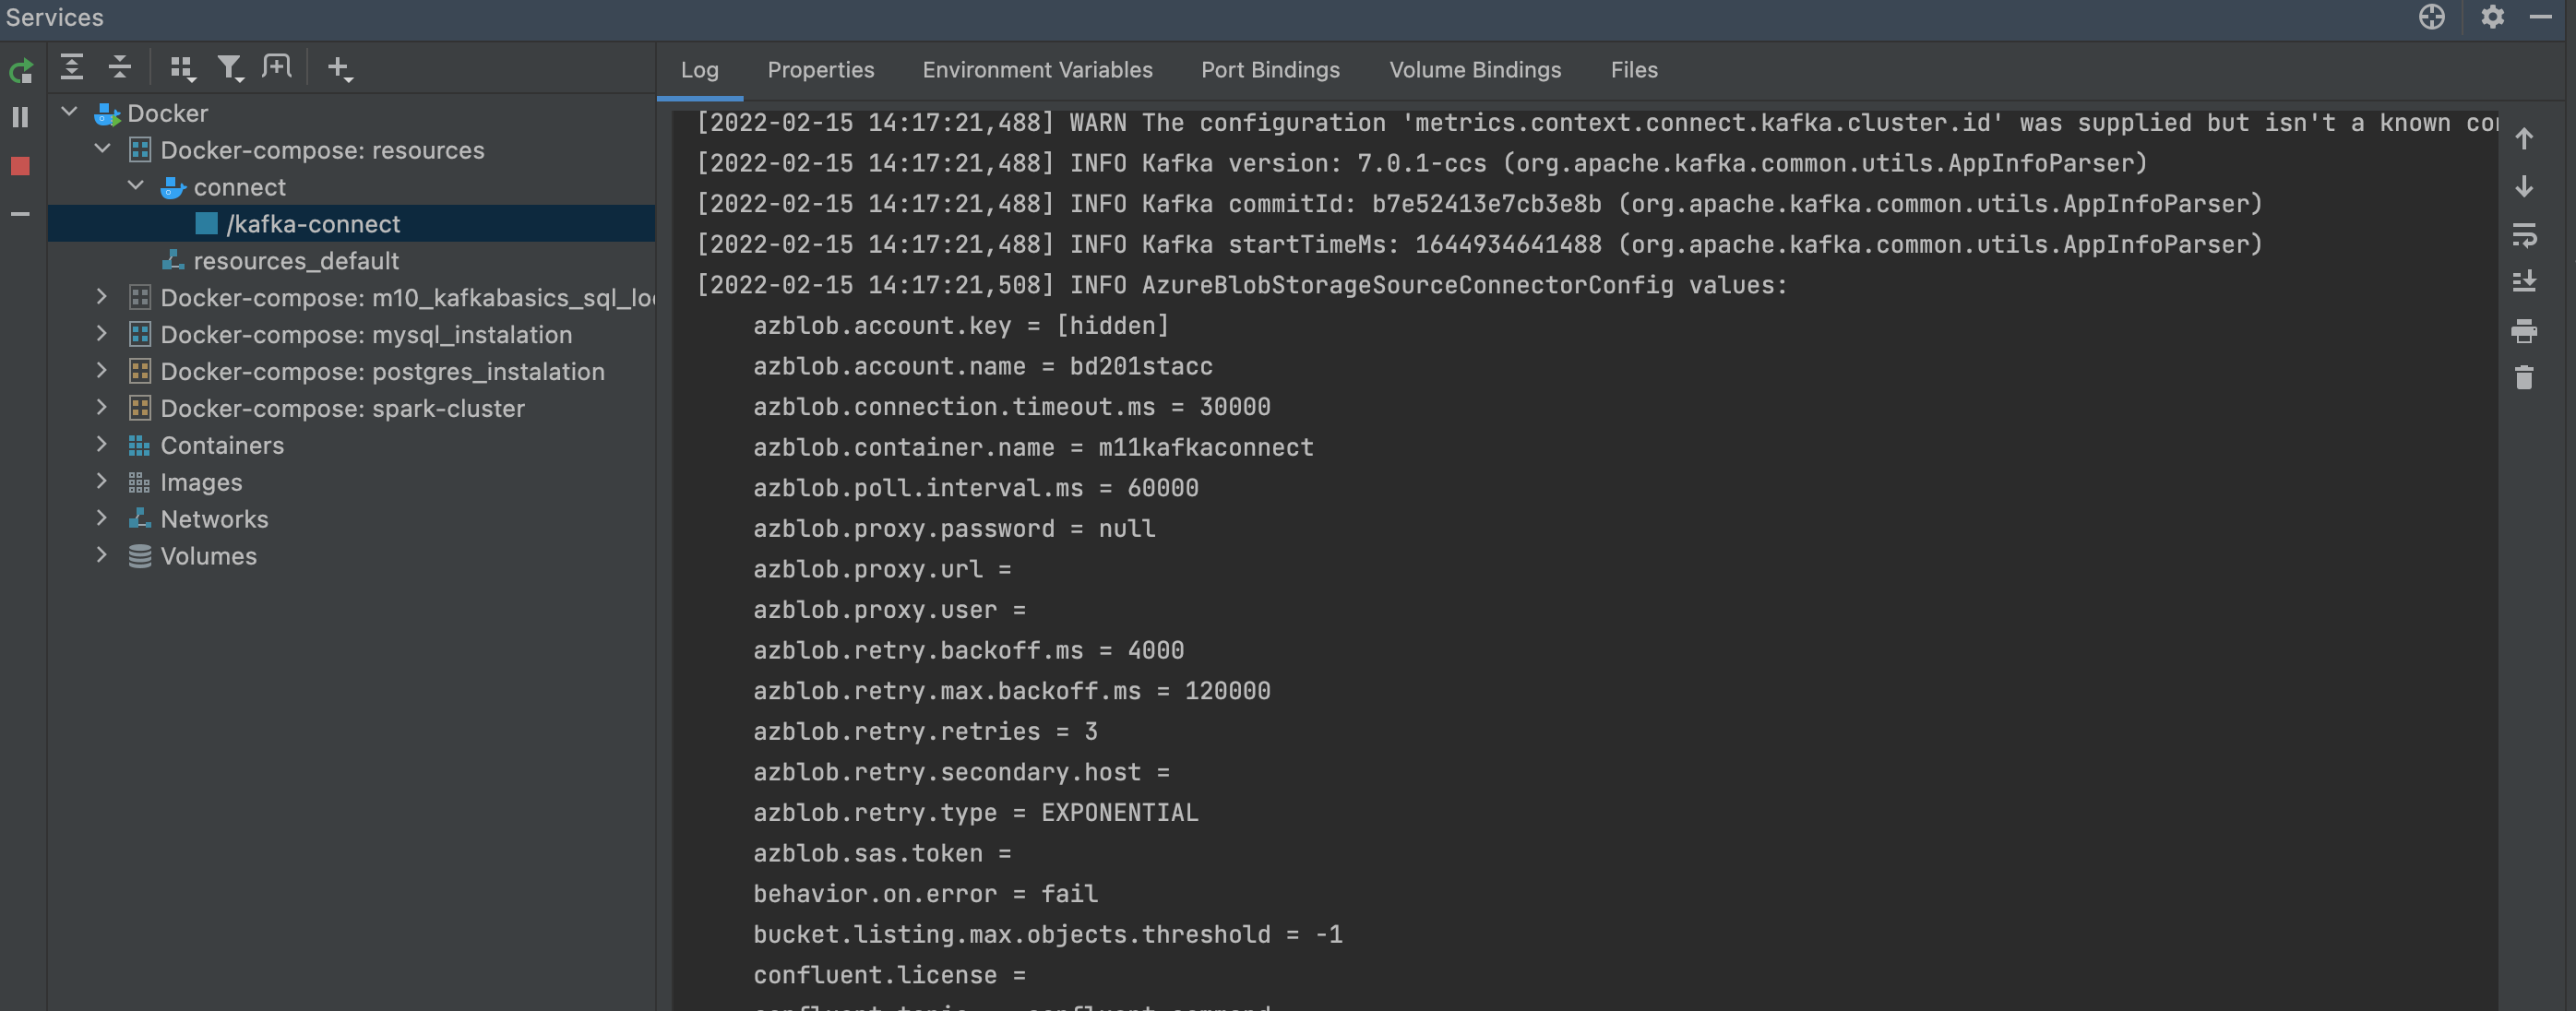 Services
Docker
Docker-compose: resources
connect
/kafka-connect
resources_default
Docker-compose: m10_kafkabasics_sql_lo
Docker-compose: mysql_instalation
Docker-compose: postgres_instalation
Docker-compose: spark-cluster
Containers
Images
Networks
Volumes
Log Properties Environment Variables Port Bindings Volume Bindings Files
[2022-02-15 14:17:21,488] WARN The configuration 'metrics.context.connect.kafka.cluster.id' was supplied but isn't a known
[2022-02-15 14:17:21,488] INFO Kafka version: 7.0.1-ccs (org.apache.kafka.common.utils.AppInfoParser)
[2022-02-15 14:17:21,488] INFO Kafka commitId: b7e52413e7cb3e8b (org.apache.kafka.common.utils.AppInfoParser)
[2022-02-15 14:17:21,488] INFO Kafka startTimeMs: 1644934641488 (org.apache.kafka.common.utils.AppInfoParser)
[2022-02-15 14:17:21,508] INFO AzureBlobStorageSourceConnectorConfig values:
azblob.account.key = [hidden]
azblob.account.name = bd201stacc
azblob.connection.timeout.ms = 30000
azblob.container.name = m11kafkaconnect
azblob.poll.interval.ms = 60000
azblob.proxy.password = null
azblob.proxy.url =
azblob.proxy.user =
azblob.retry.backoff.ms = 4000
azblob.retry.max.backoff.ms = 120000
azblob.retry.retries = 3
azblob.retry.secondary.host =
azblob.retry.type = EXPONENTIAL
azblob.sas.token =
behavior.on.error = fail
bucket.listing.max.objects.threshold = -1
confluent.license =